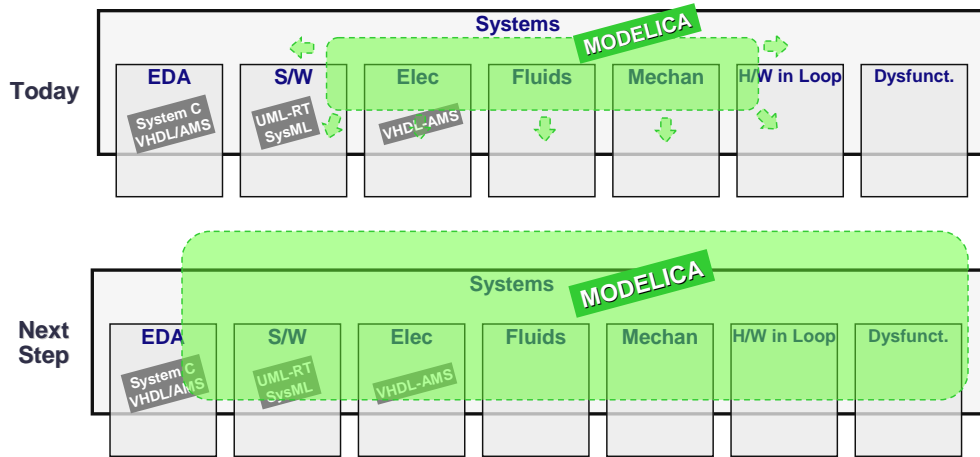 Systems
MODELICA
Today
EDA
S/W
Elec
Fluids
Mechan
H/W in Loop
Dysfunct.
System C
VHDL/AMS
UML-RT
SysML
VHDL-AMS
Systems
MODELICA
Next
Step
EDA
S/W
Elec
Fluids
Mechan
H/W in Loop
Dysfunct.
System C
VHDL/AMS
UML-RT
SysML
VHDL-AMS